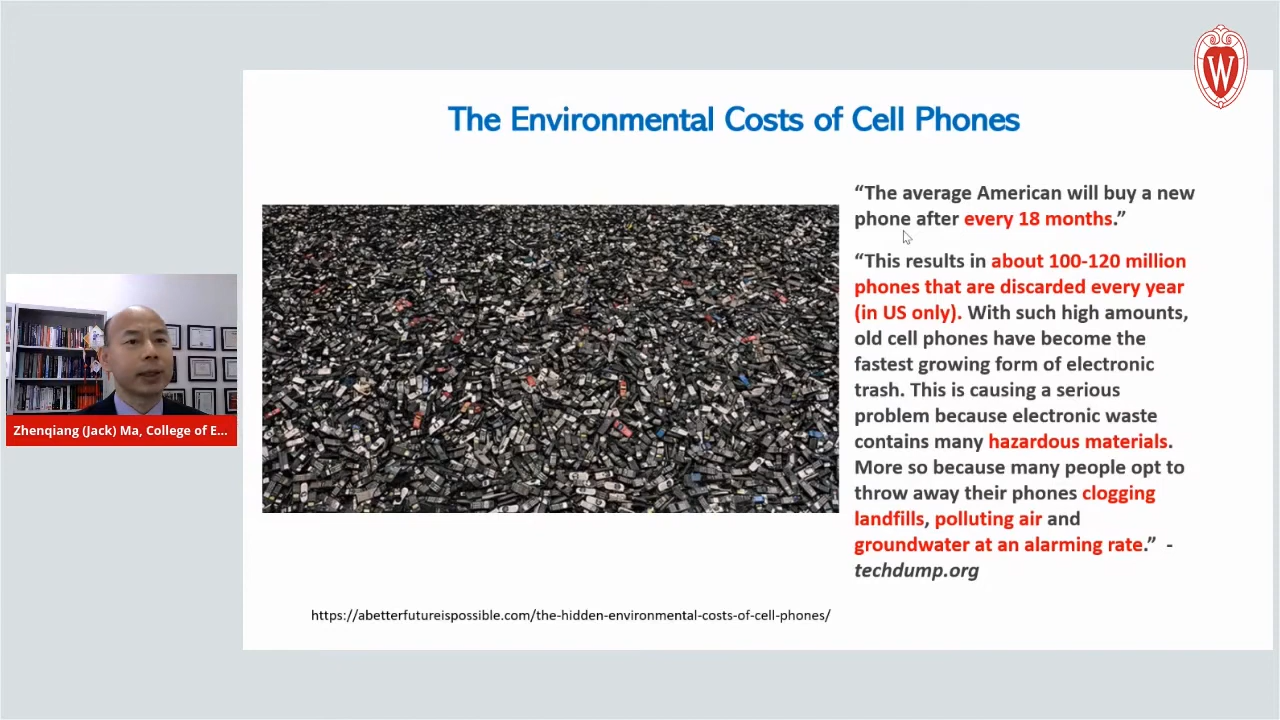 W
The Environmental Costs of Cell Phones
“The average American will buy a new
phone after every 18 months.”
“This results in about 100-120 million
phones that are discarded every year
(in US only). With such high amounts,
old cell phones have become the
fastest growing form of electronic
trash. This is causing a serious
problem because electronic waste
contains many hazardous materials.
More so because many people opt to
throw away their phones clogging
landfills, polluting air and
groundwater at an alarming rate.” -
techdump.org
Zhenqiang (Jack) Ma, College of E...
https://abetterfutureispossible.com/the-hidden-environmental-costs-of-cell-phones/